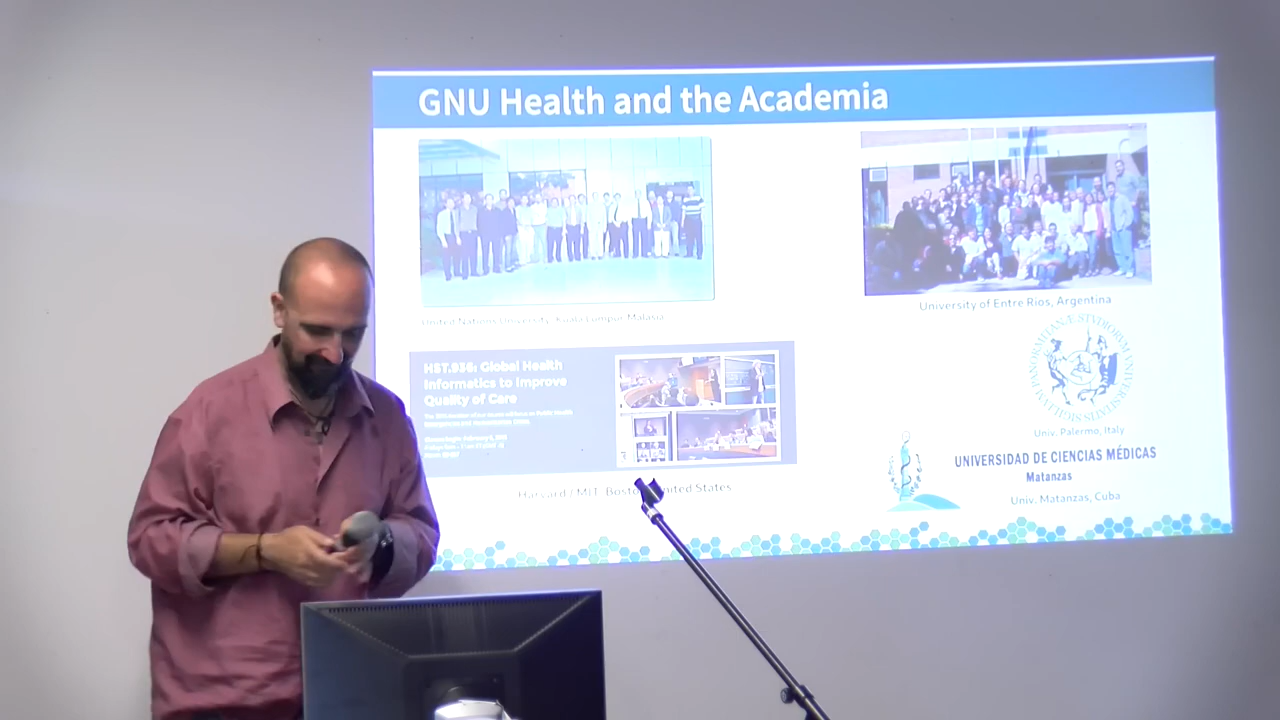 GNU Health and the Academia
United Nations University. Kuala Lumpur Malasia
University of Entre Rios, Argentina
HST.936: Global Health
Informatics to Improve
Quality of Care
Univ. Palermo, Italy
UNIVERSIDAD DE CIENCIAS MÉDICAS
Matanzas
Harvard / MIT. Boston United States
Univ. Matanzas, Cuba